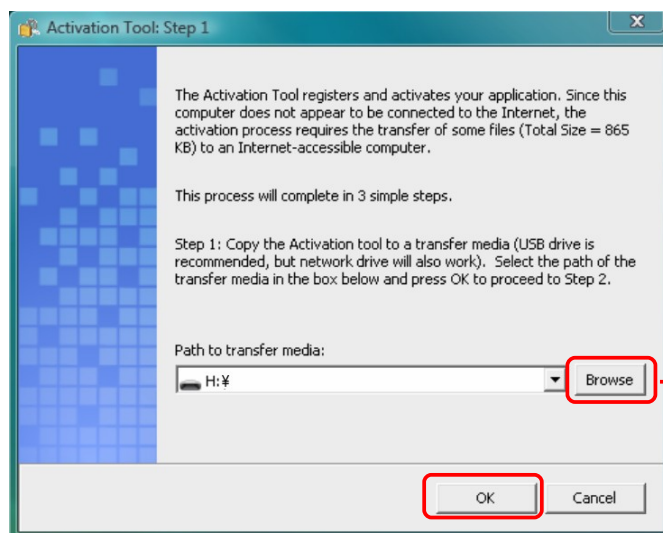 Activation Tool: Step 1
The Activation Tool registers and activates your application. Since this
computer does not appear to be connected to the Internet, the
activation process requires the transfer of some files (Total Size = 865
KB) to an Internet-accessible computer.
This process will complete in 3 simple steps.
Step 1: Copy the Activation tool to a transfer media (USB drive is
recommended, but network drive will also work).  Select the path of the
transfer media in the box below and press OK to proceed to Step 2.
Path to transfer media:
H:¥
Browse
OK
Cancel